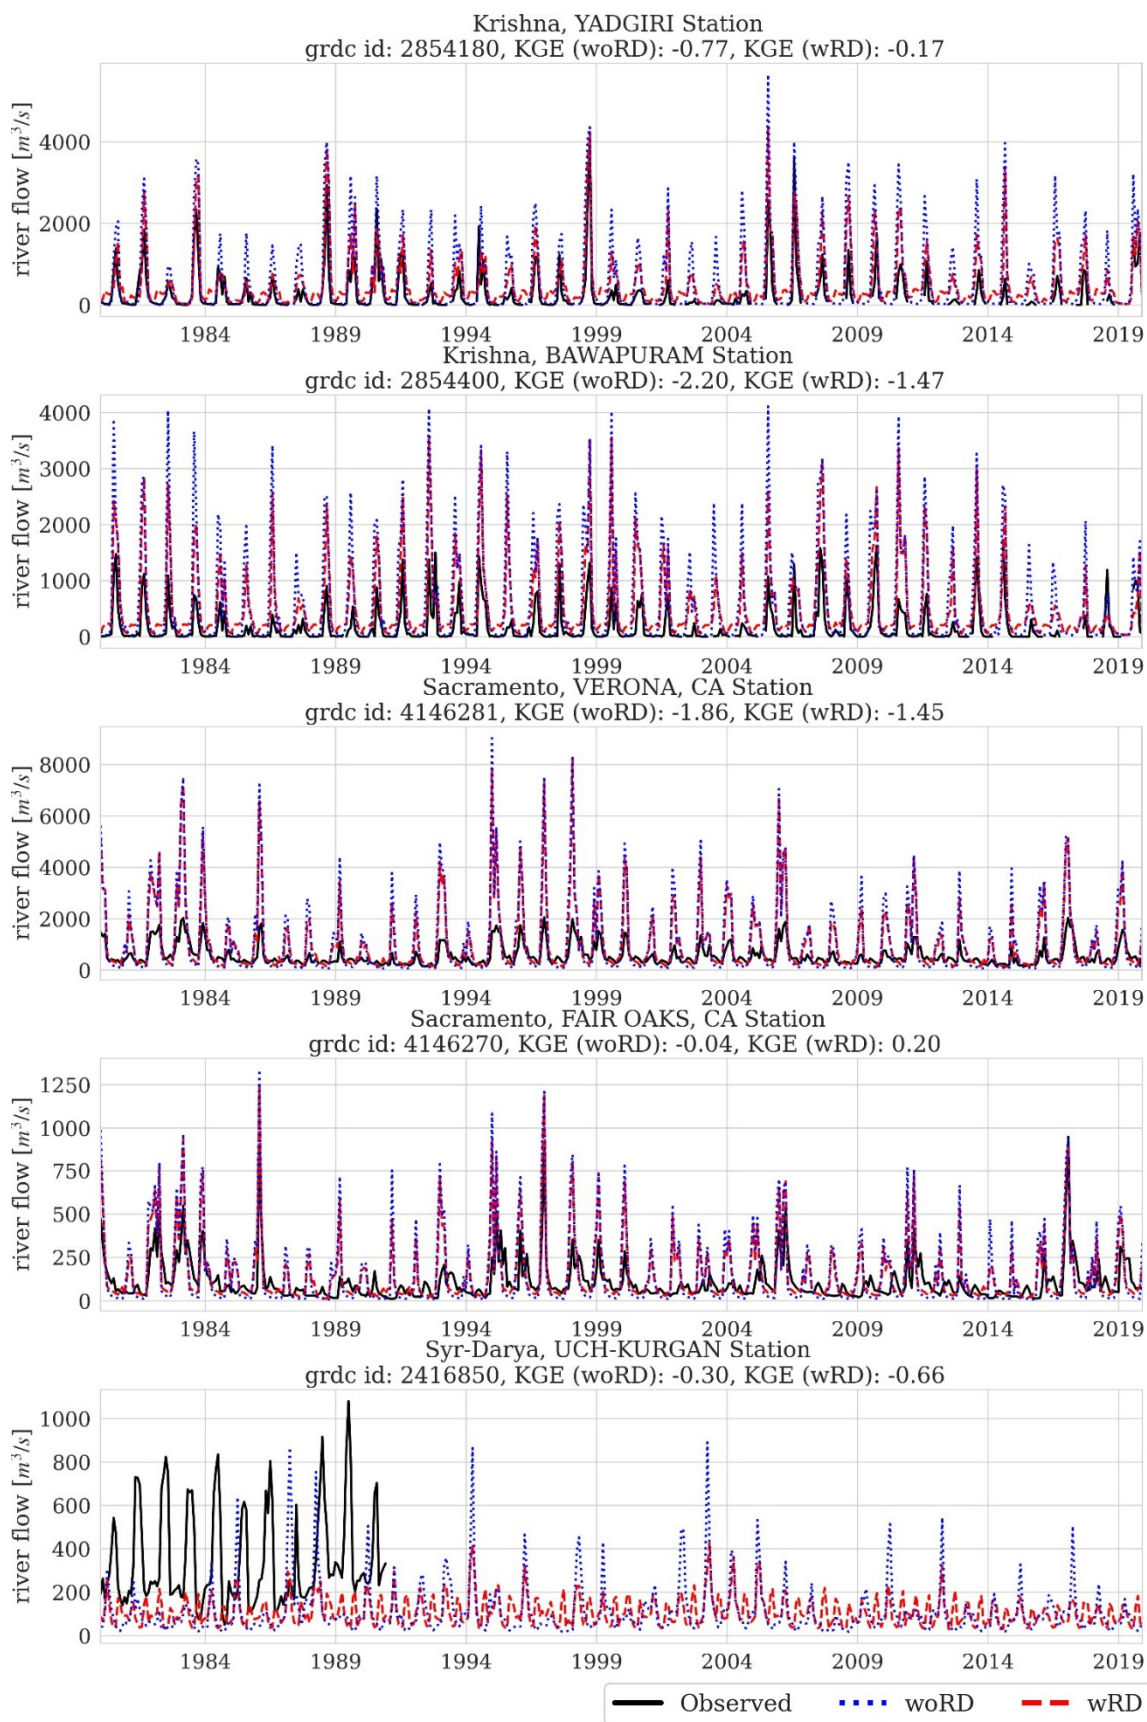 Krishna, YADGIRI Station
grdc id: 2854180, KGE (woRD): -0.77, KGE (wRD): -0.17
river flow [m³/s]
4000
2000
0
1984 1989 1994 1999 2004 2009 2014 2019
Krishna, BAWAPURAM Station
grdc id: 2854400, KGE (woRD): -2.20, KGE (wRD): -1.47
river flow [m³/s]
4000
3000
2000
1000
0
1984 1989 1994 1999 2004 2009 2014 2019
Sacramento, VERONA, CA Station
grdc id: 4146281, KGE (woRD): -1.86, KGE (wRD): -1.45
river flow [m³/s]
8000
6000
4000
2000
0
1984 1989 1994 1999 2004 2009 2014 2019
Sacramento, FAIR OAKS, CA Station
grdc id: 4146270, KGE (woRD): -0.04, KGE (wRD): 0.20
river flow [m³/s]
1250
1000
750
500
250
0
1984 1989 1994 1999 2004 2009 2014 2019
Syr-Darya, UCH-KURGAN Station
grdc id: 2416850, KGE (woRD): -0.30, KGE (wRD): -0.66
river flow [m³/s]
1000
800
600
400
200
0
1984 1989 1994 1999 2004 2009 2014 2019
Observed woRD wRD